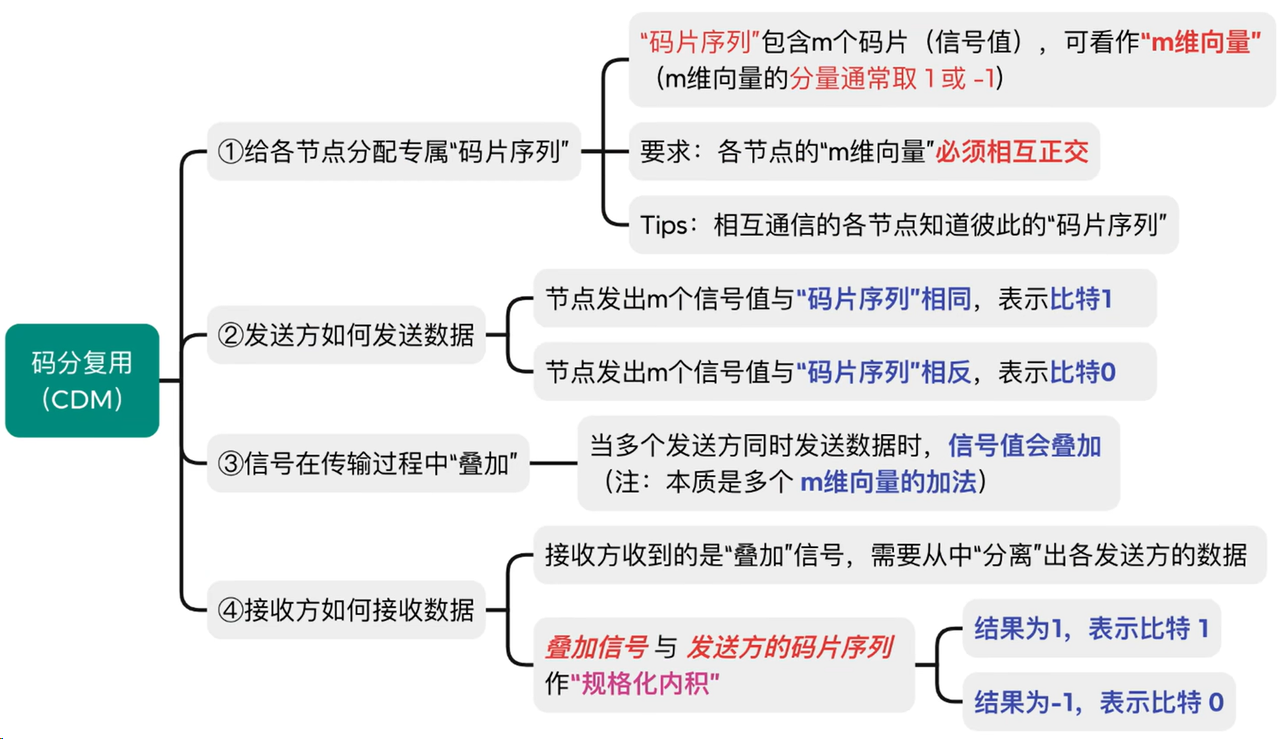 码分复用
（CDM）
①给各节点分配专属“码片序列”
“码片序列”包含m个码片（信号值），可看作“m维向量”
（m维向量的分量通常取 1 或 -1）
要求：各节点的“m维向量”必须相互正交
Tips：相互通信的各节点知道彼此的“码片序列”
②发送方如何发送数据
节点发出m个信号值与“码片序列”相同，表示比特1
节点发出m个信号值与“码片序列”相反，表示比特0
③信号在传输过程中“叠加”
当多个发送方同时发送数据时，信号值会叠加
（注：本质是多个 m维向量的加法）
④接收方如何接收数据
接收方收到的是“叠加”信号，需要从中“分离”出各发送方的数据
叠加信号 与 发送方的码片序列
作“规格化内积”
结果为1，表示比特 1
结果为-1，表示比特 0